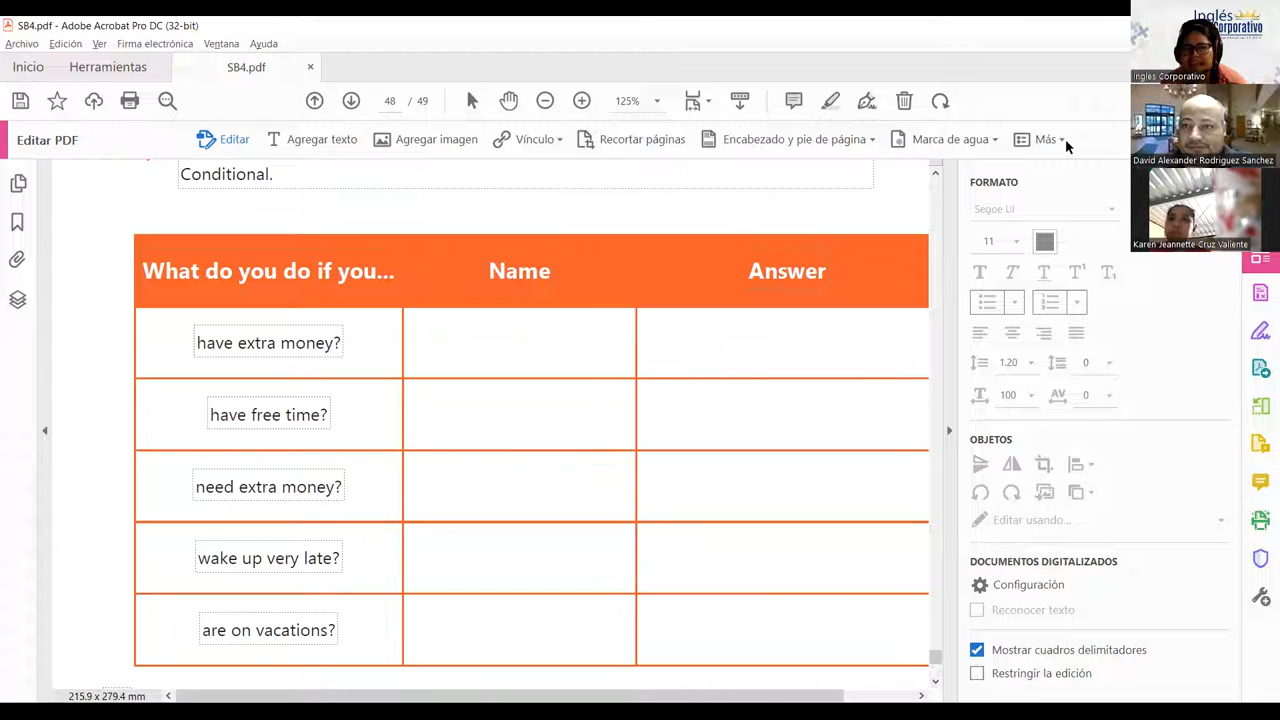 SB4.pdf - Adobe Acrobat Pro DC (32-bit)
Archivo Edición Ver Firma electrónica Ventana Ayuda
Inicio Herramientas SB4.pdf ×
48 / 49 125%
Editar PDF Editar Agregar texto Agregar imagen Vínculo Recortar páginas Encabezado y pie de página Marca de agua Más
Conditional.
What do you do if you... Name Answer
have extra money?
have free time?
need extra money?
wake up very late?
are on vacations?
215.9 x 279.4 mm
FORMATO
Segoe UI
11
1.20 0
100 0
OBJETOS
Editar usando...
DOCUMENTOS DIGITALIZADOS
Configuración
Reconocer texto
Mostrar cuadros delimitadores
Restringir la edición
Inglés
Corporativo
Ingles Corporativo
David Alexander Rodriguez Sanchez
Karen Jeannette Cruz Valiente